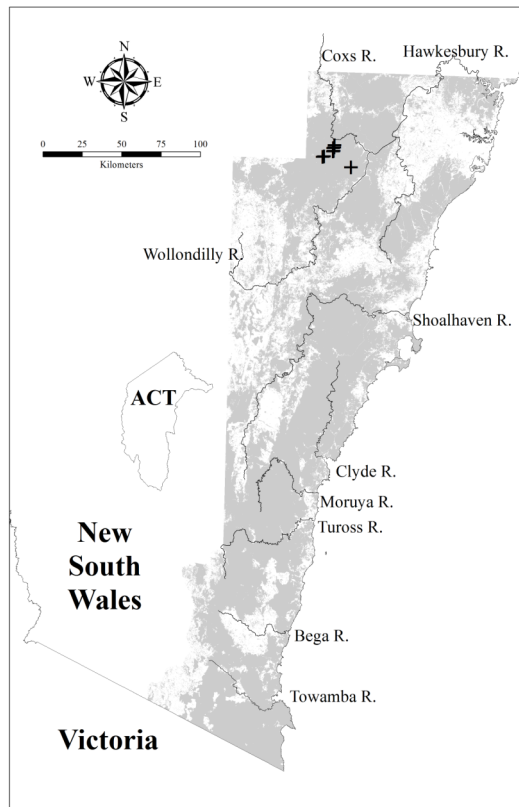 Coxs R.
Hawkesbury R.
N
W E
S
0 25 50 75 100
Kilometers
Wollondilly R.
Shoalhaven R.
ACT
Clyde R.
Moruya R.
Tuross R.
New
South
Wales
Bega R.
Towamba R.
Victoria